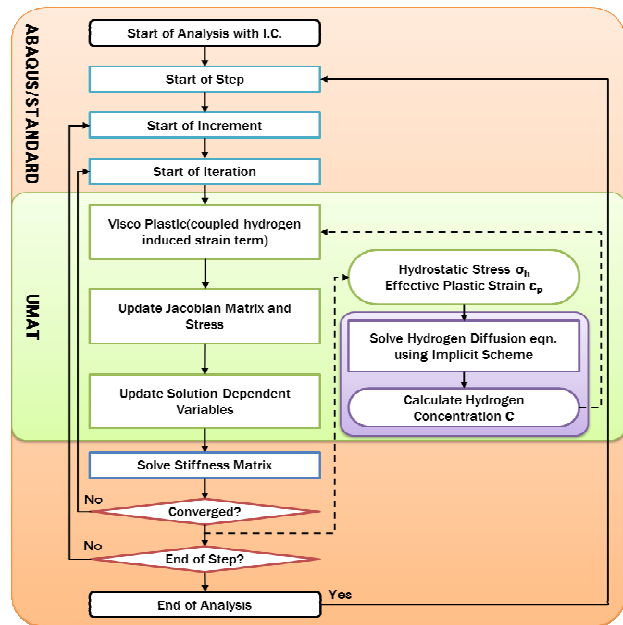 ABAQUS/STANDARD
Start of Analysis with I.C.
Start of Step
Start of Increment
Start of Iteration
UMAT
Visco Plastic(coupled hydrogen
induced strain term)
Update Jacobian Matrix and
Stress
Update Solution Dependent
Variables
Hydrostatic Stress σh
Effective Plastic Strain εp
Solve Hydrogen Diffusion eqn.
using Implicit Scheme
Calculate Hydrogen
Concentration C
Solve Stiffness Matrix
No
Converged?
No
End of Step?
End of Analysis
Yes